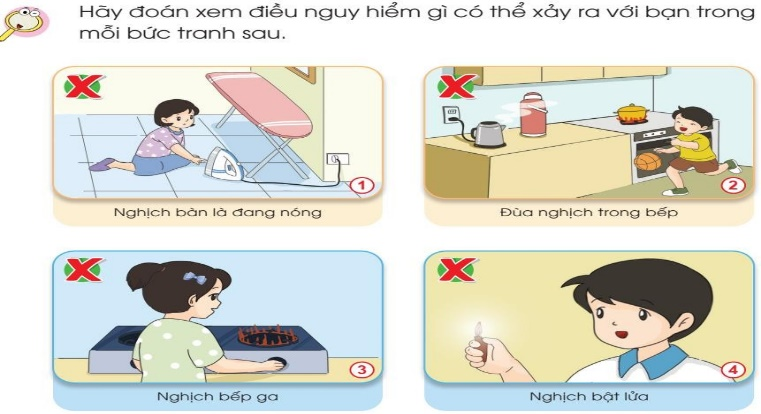 Hãy đoán xem điều nguy hiểm gì có thể xảy ra với bạn trong
mỗi bức tranh sau.
1
Nghịch bàn là đang nóng
2
Đùa nghịch trong bếp
3
Nghịch bếp ga
4
Nghịch bật lửa